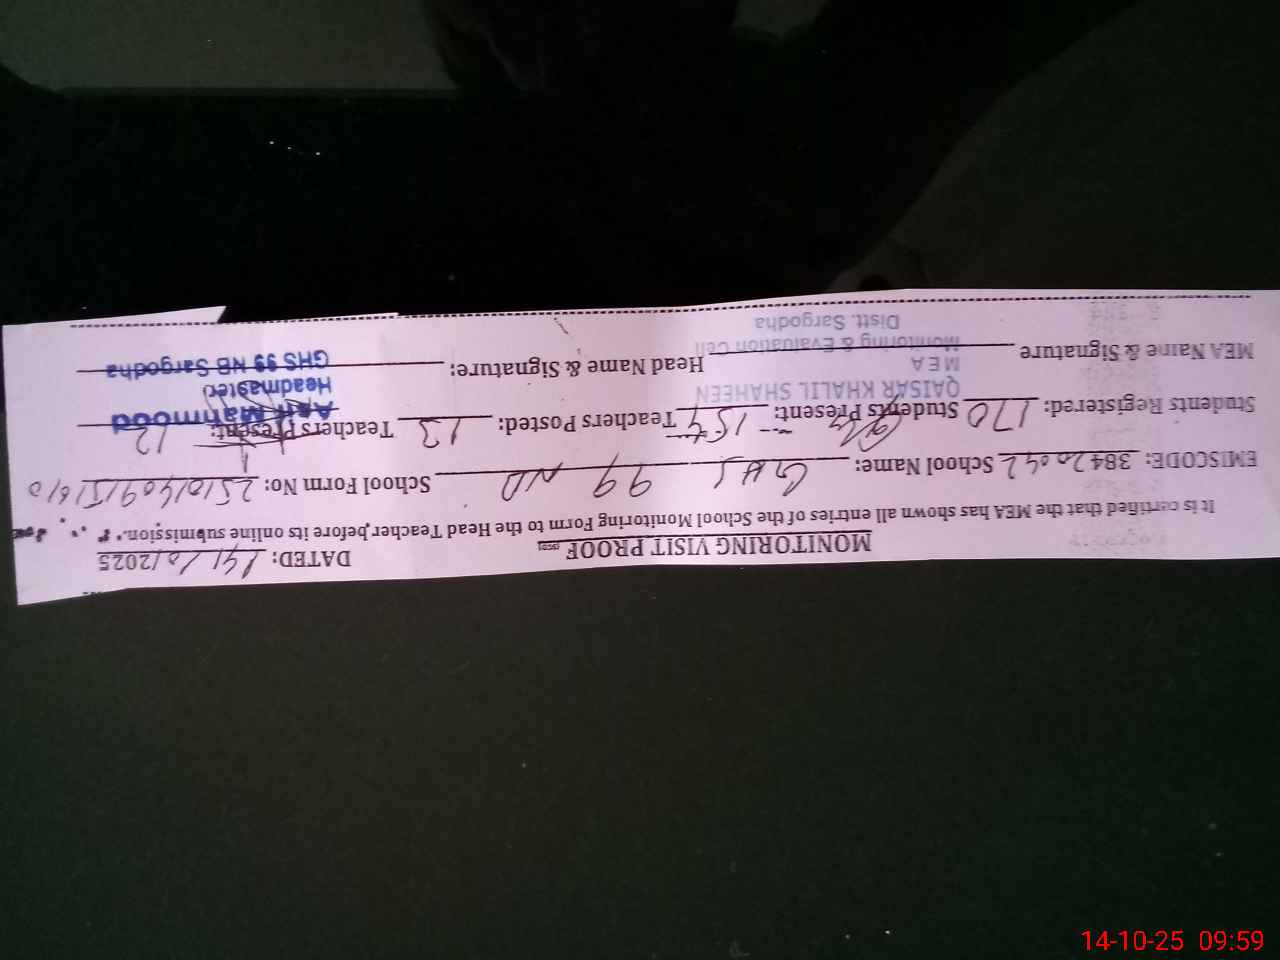 MONITORING VISIT PROOF
DATED: 14/10/2025
It is certified that the MEA has shown all entries of the School Monitoring Form to the Head Teacher before its online submission.
EMISCODE: 38420042 School Name: GHS 99 NB School Form No:
Students Registered: 170 Students Present: 154 Teachers Posted: 13 Teachers Present: 12
QAISAR KHALIL SHAHEEN
M E A
Monitoring & Evaluation Cell
Distt. Sargodha
Mahmood
Headmaster
GHS 99 NB Sargodha
MEA Name & Signature Head Name & Signature:
14-10-25 09:59